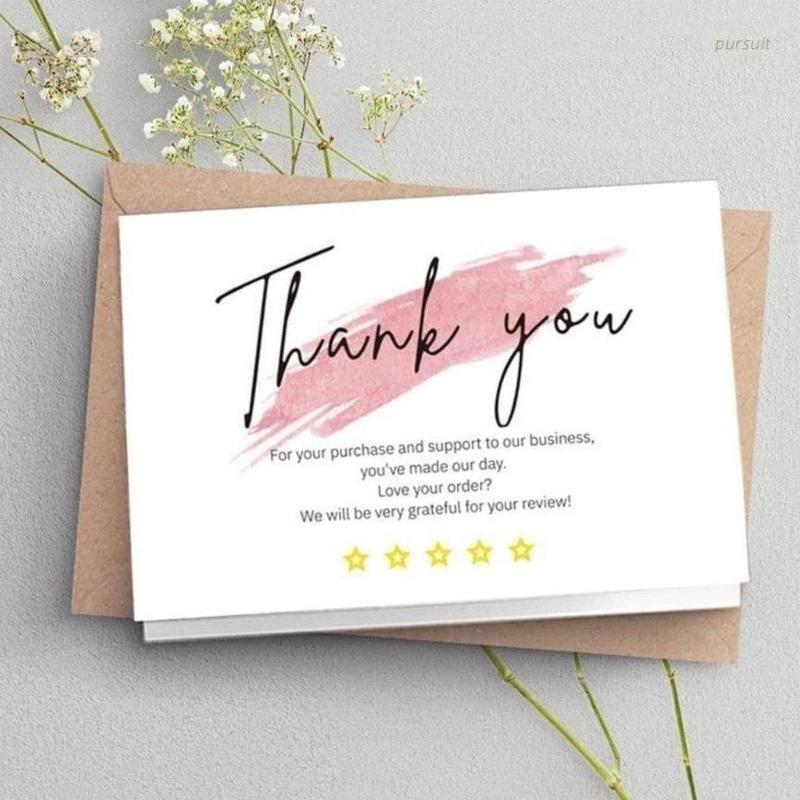 pursuit
Thank you
For your purchase and support to our business,
you've made our day.
Love your order?
We will be very grateful for your review!